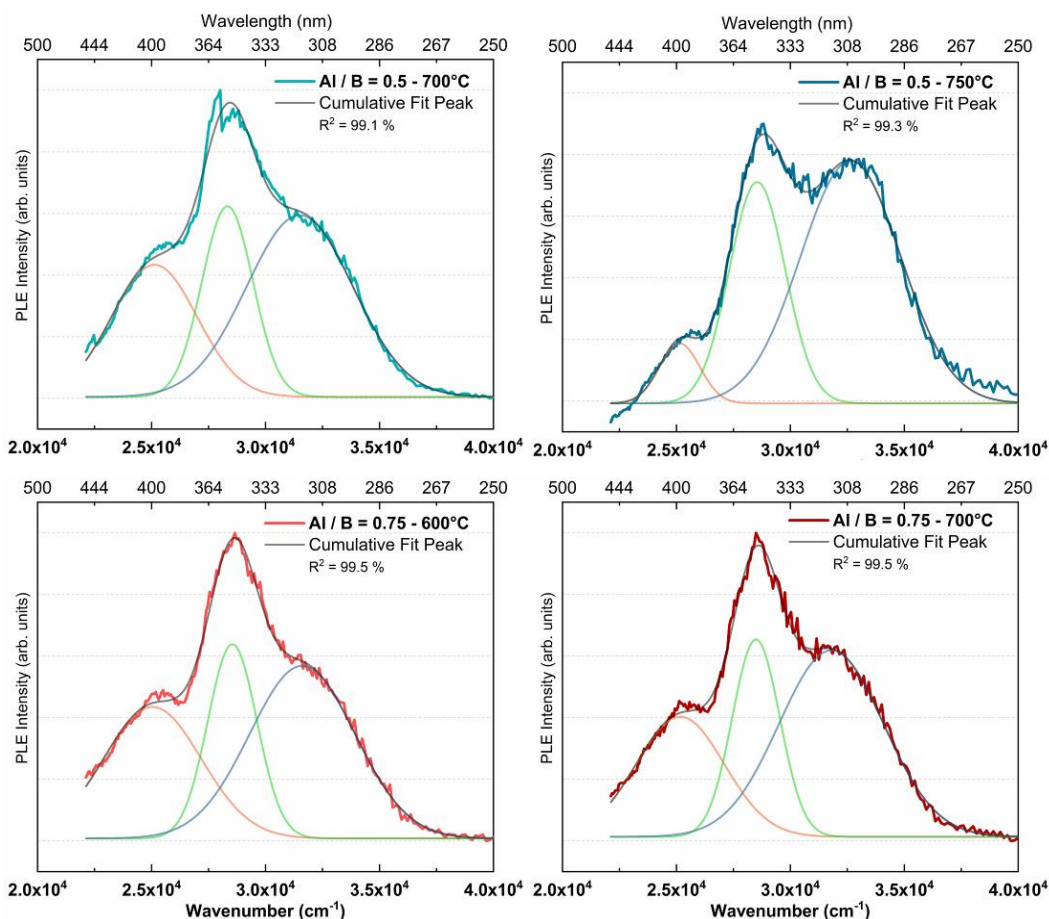 Wavelength (nm)
500 444 400 364 333 308 286 267 250
Al / B = 0.5 - 700°C
Cumulative Fit Peak
R² = 99.1 %
PLE Intensity (arb. units)
2.0x10⁴ 2.5x10⁴ 3.0x10⁴ 3.5x10⁴ 4.0x10⁴
Wavelength (nm)
500 444 400 364 333 308 286 267 250
Al / B = 0.5 - 750°C
Cumulative Fit Peak
R² = 99.3 %
PLE Intensity (arb. units)
2.0x10⁴ 2.5x10⁴ 3.0x10⁴ 3.5x10⁴ 4.0x10⁴
500 444 400 364 333 308 286 267 250
Al / B = 0.75 - 600°C
Cumulative Fit Peak
R² = 99.5 %
PLE Intensity (arb. units)
2.0x10⁴ 2.5x10⁴ 3.0x10⁴ 3.5x10⁴ 4.0x10⁴
Wavenumber (cm⁻¹)
500 444 400 364 333 308 286 267 250
Al / B = 0.75 - 700°C
Cumulative Fit Peak
R² = 99.5 %
PLE Intensity (arb. units)
2.0x10⁴ 2.5x10⁴ 3.0x10⁴ 3.5x10⁴ 4.0x10⁴
Wavenumber (cm⁻¹)